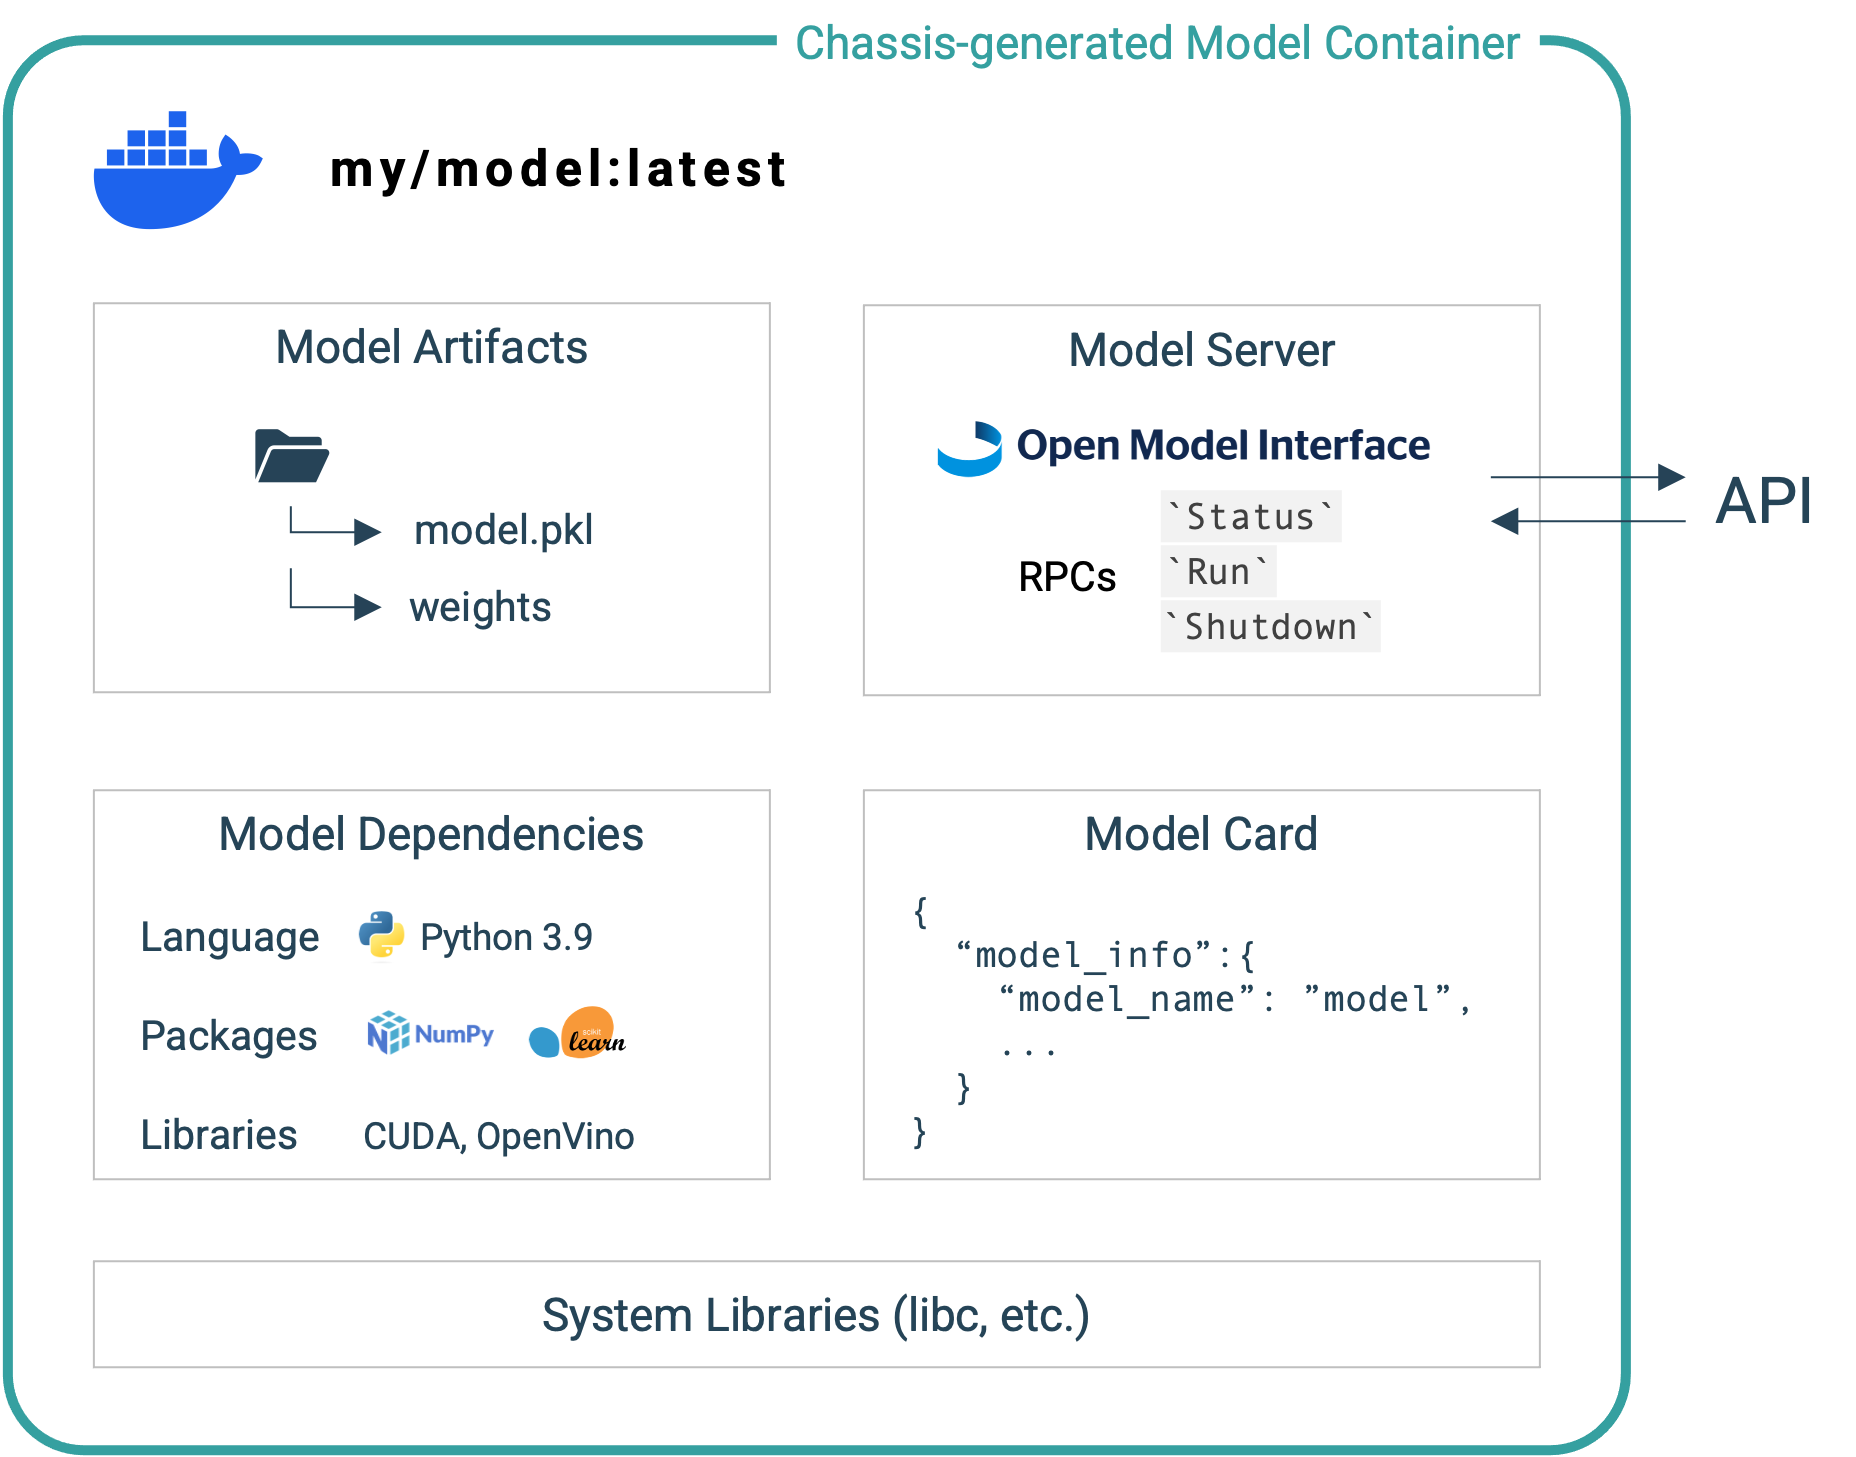 Chassis-generated Model Container
my/model:latest
Model Artifacts
model.pkl
weights
Model Server
Open Model Interface
RPCs
`Status`
`Run`
`Shutdown`
API
Model Dependencies
Language Python 3.9
Packages NumPy scikit learn
Libraries CUDA, OpenVino
Model Card
{
“model_info”:{
“model_name”: ”model”,
...
}
}
System Libraries (libc, etc.)